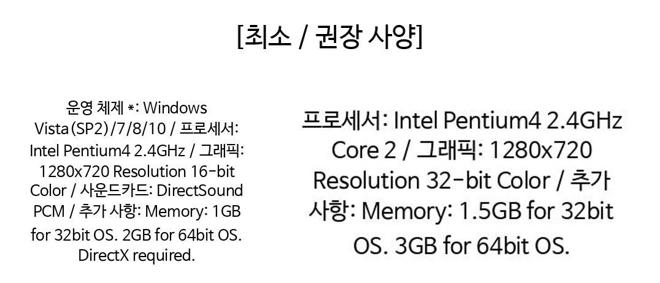 [최소 / 권장 사양]
운영 체제 *: Windows
Vista(SP2)/7/8/10 / 프로세서:
Intel Pentium4 2.4GHz / 그래픽:
1280x720 Resolution 16-bit
Color / 사운드카드: DirectSound
PCM / 추가 사항: Memory: 1GB
for 32bit OS. 2GB for 64bit OS.
DirectX required.
프로세서: Intel Pentium4 2.4GHz
Core 2 / 그래픽: 1280x720
Resolution 32-bit Color / 추가
사항: Memory: 1.5GB for 32bit
OS. 3GB for 64bit OS.